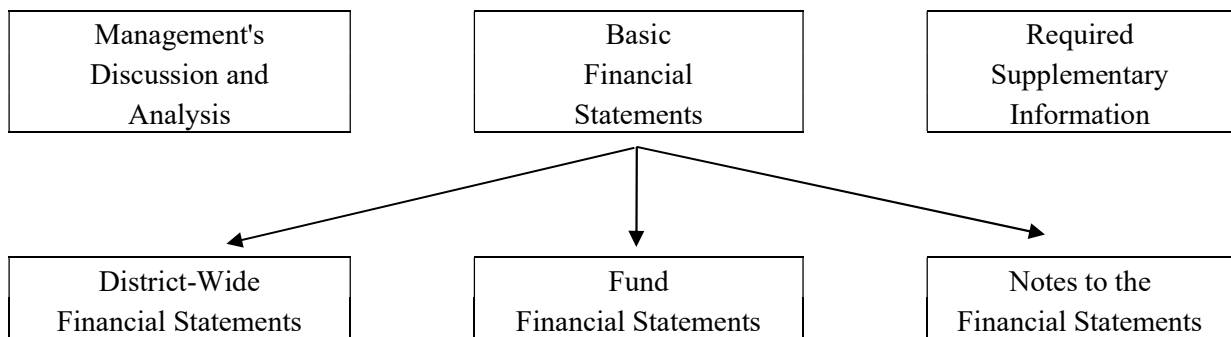 Management's
Discussion and
Analysis
Basic
Financial
Statements
Required
Supplementary
Information
District-Wide
Financial Statements
Fund
Financial Statements
Notes to the
Financial Statements